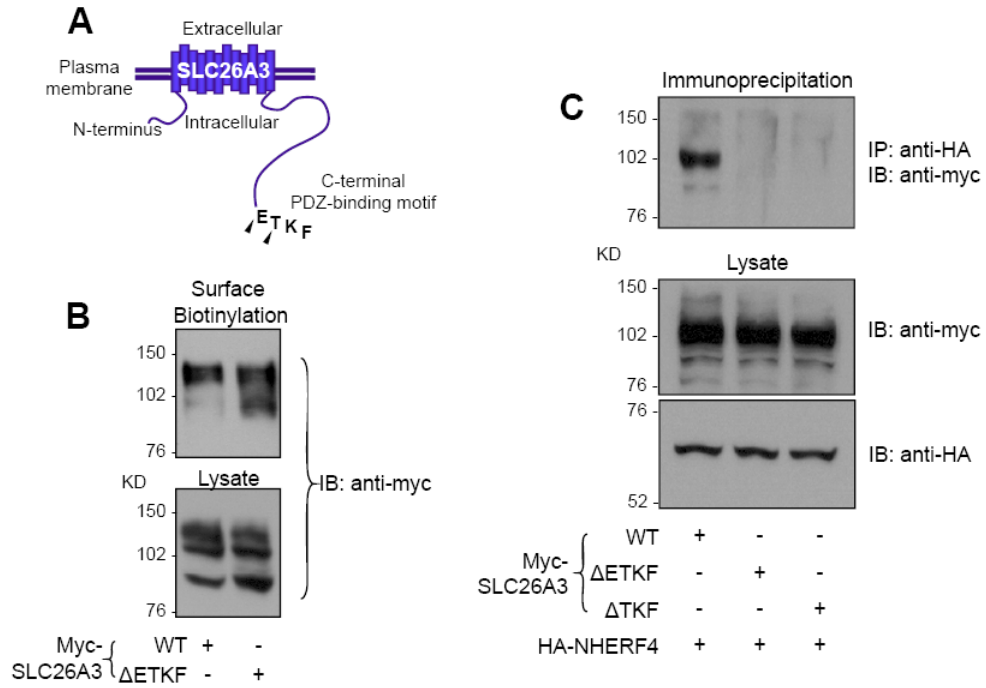 A
Extracellular
Plasma
membrane
SLC26A3
N-terminus
Intracellular
C-terminal
PDZ-binding motif
E T K F
B
Surface
Biotinylation
150
102
76
KD
Lysate
150
102
76
IB: anti-myc
Myc-
SLC26A3
WT + -
ΔETKF - +
C
Immunoprecipitation
150
102
76
IP: anti-HA
IB: anti-myc
KD
Lysate
150
102
76
IB: anti-myc
76
52
IB: anti-HA
Myc-
SLC26A3
WT + - -
ΔETKF - + -
ΔTKF - - +
HA-NHERF4 + + +